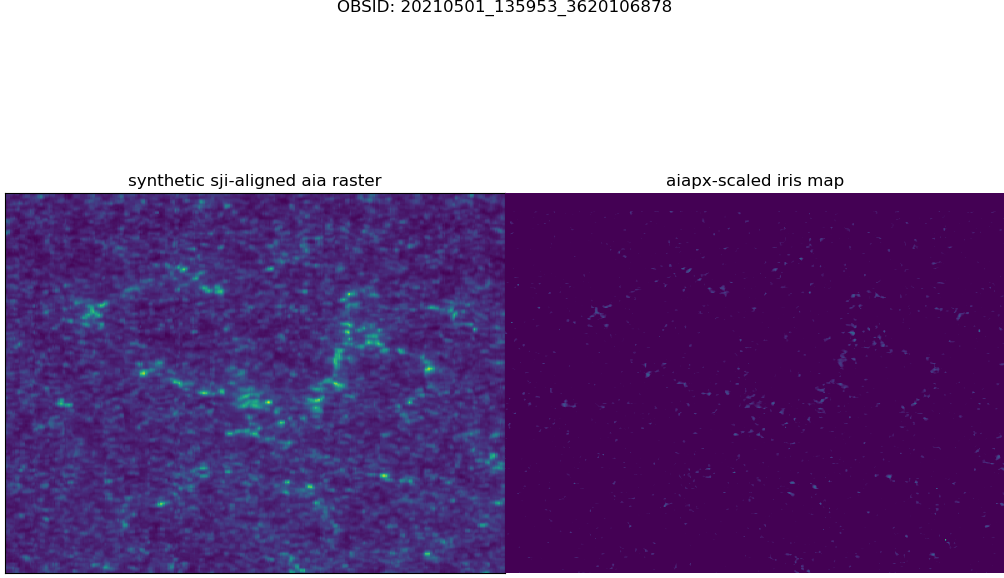 OBSID: 20210501_135953_3620106878
synthetic sji-aligned aia raster
aiapx-scaled iris map